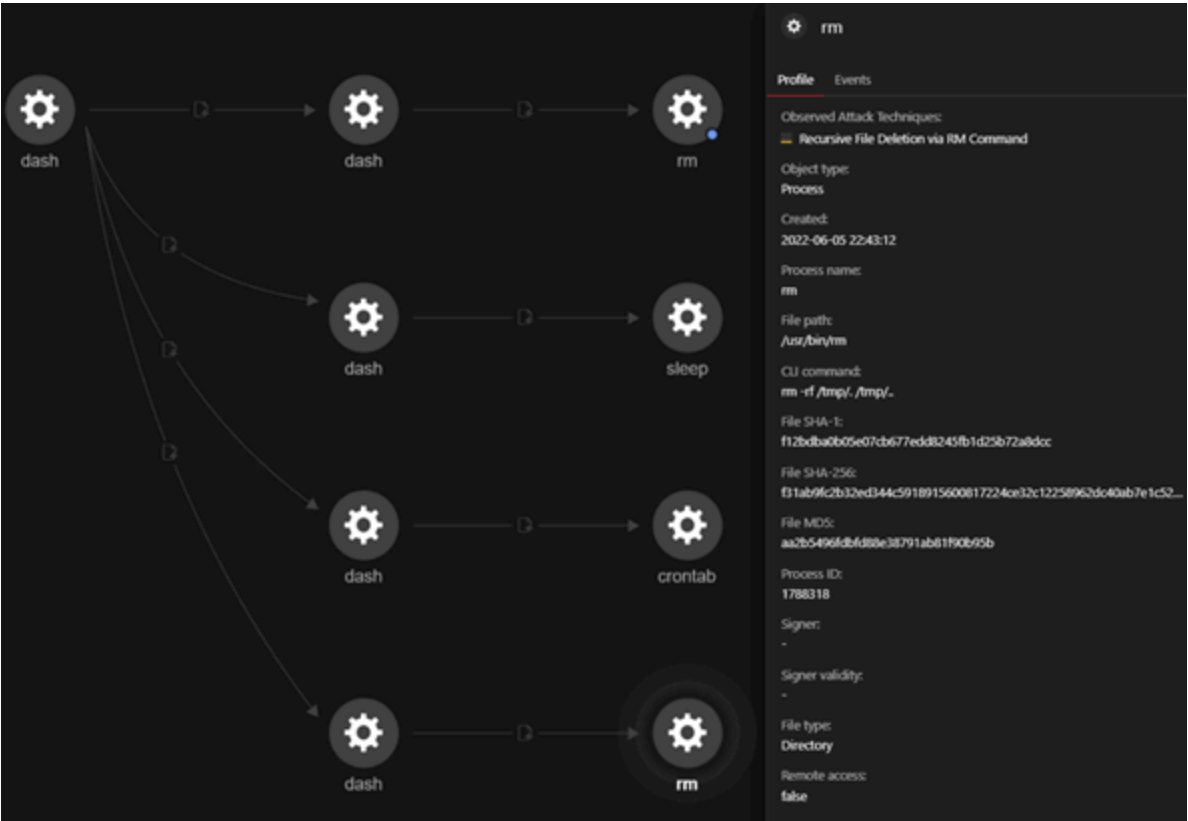 dash
dash
rm
dash
sleep
dash
crontab
dash
rm
rm
Profile Events
Observed Attack Techniques:
Recursive File Deletion via RM Command
Object type:
Process
Created:
2022-06-05 22:43:12
Process name:
rm
File path:
/usr/bin/rm
CLI command:
rm -rf /tmp/. /tmp/..
File SHA-1:
f12bdba0b05e07cb677edd8245fb1d25b72a8dcc
File SHA-256:
f31ab9fc2b32ed344c5918915600817224ce32c12258962dc40ab7e1c52...
File MD5:
aa2b5496fdbfd88e38791ab81f90b95b
Process ID:
1788318
Signer:
-
Signer validity:
-
File type:
Directory
Remote access:
false